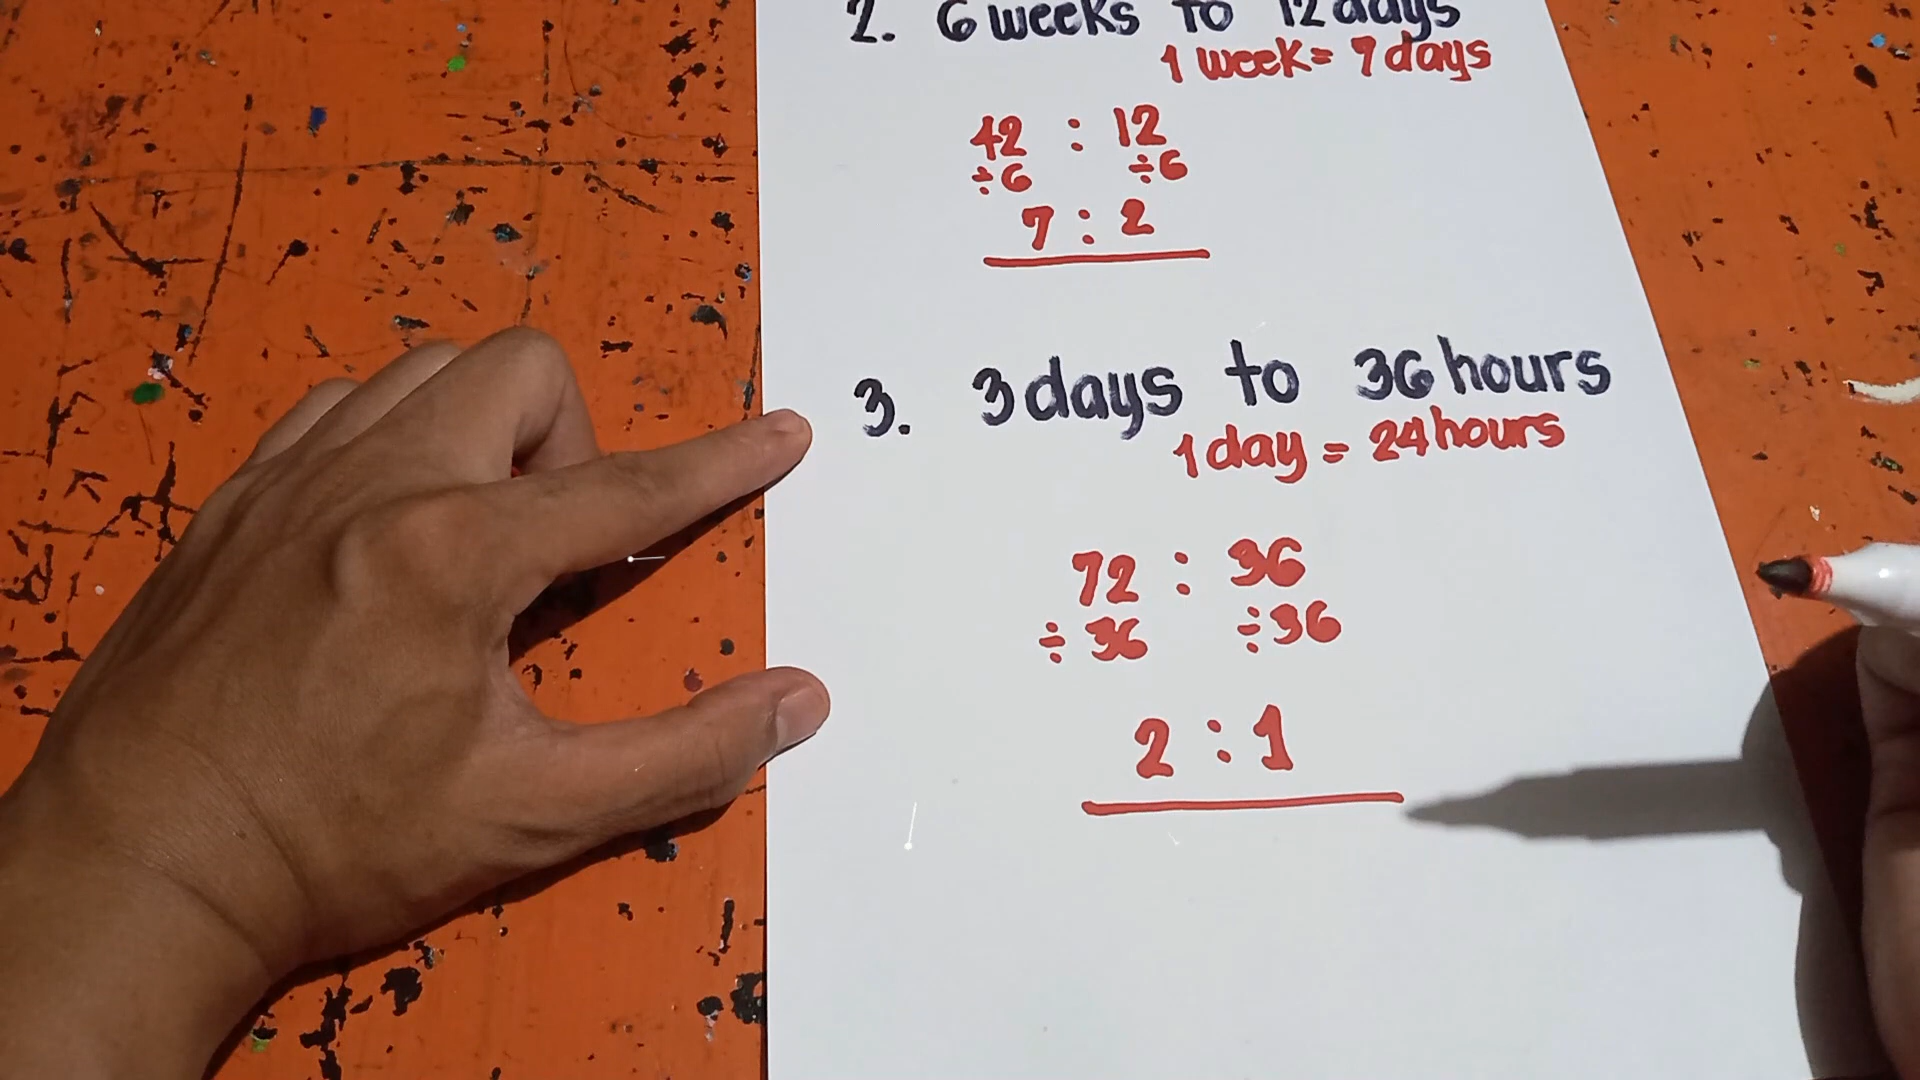 2. 6 weeks to 12 days
1 week = 7 days
42 : 12
÷6 ÷6
7 : 2
3. 3 days to 36 hours
1 day = 24 hours
72 : 36
÷36 ÷36
2 : 1